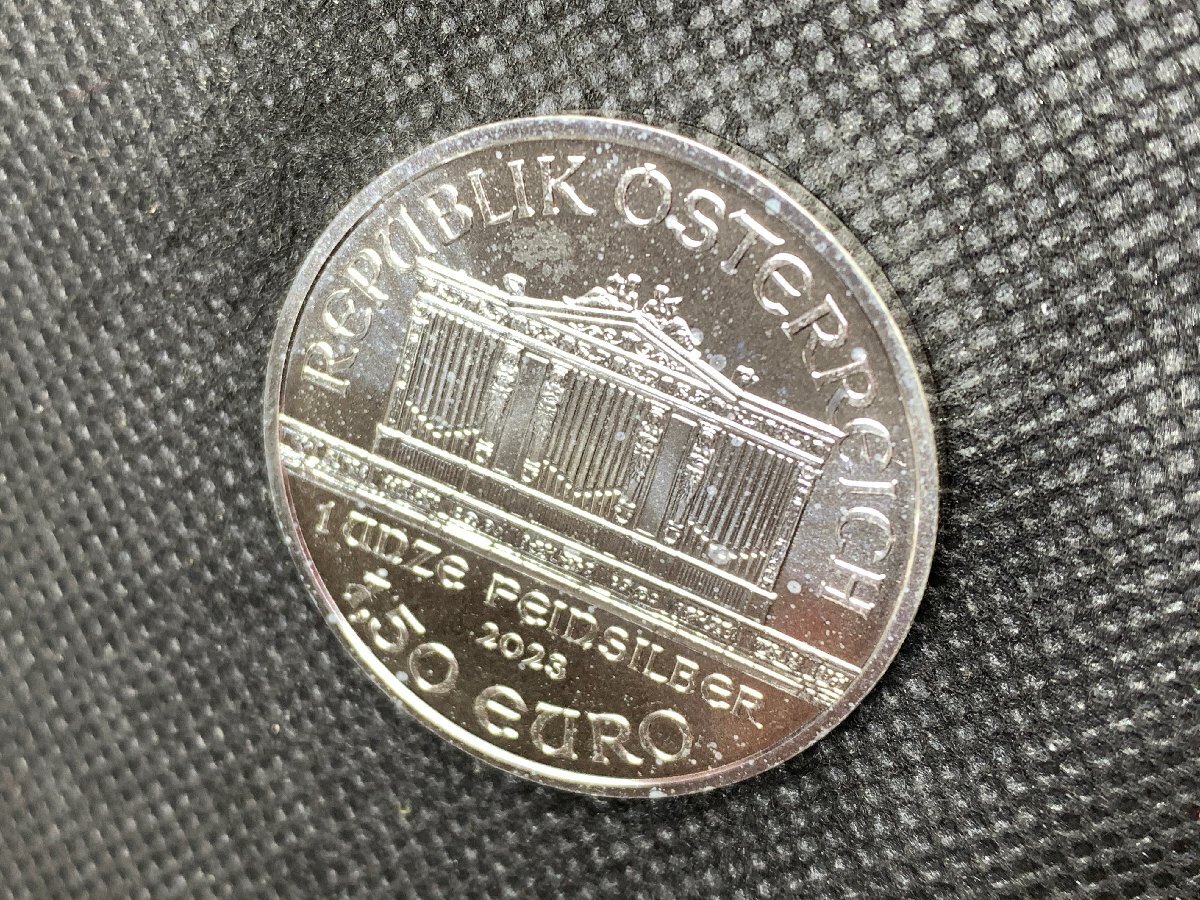 REPUBLIK ÖSTERREICH
1 UNZE FEINSILBER
2023
1,50 EURO